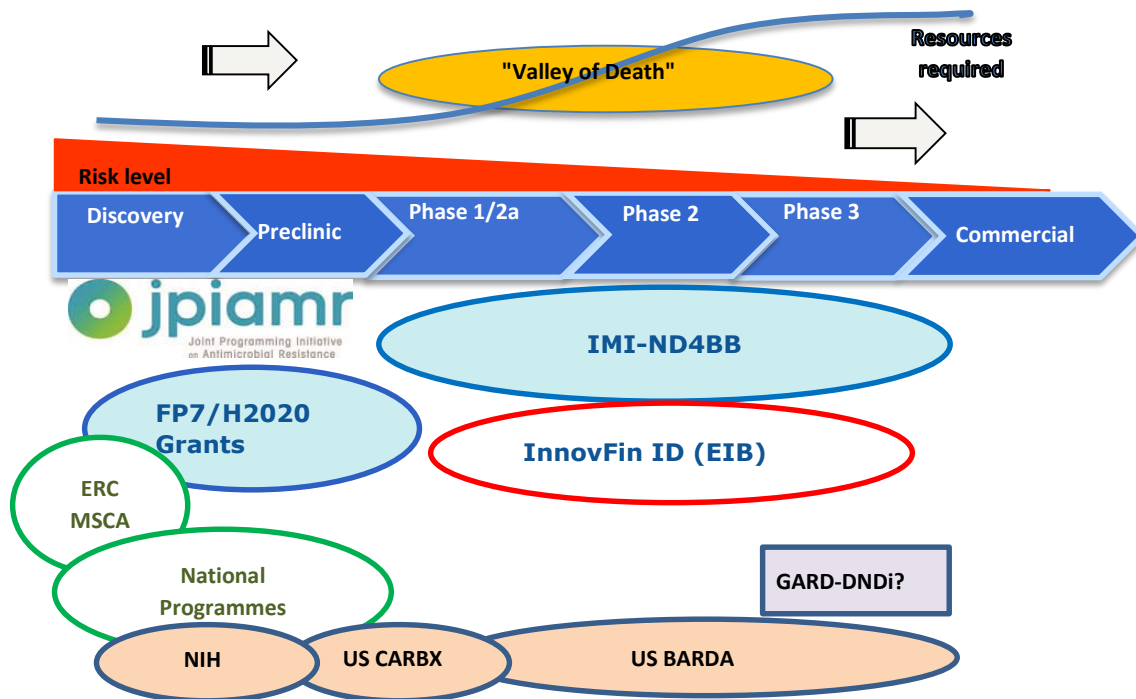 "Valley of Death"
Resources
required
Risk level
Discovery
Preclinic
Phase 1/2a
Phase 2
Phase 3
Commercial
jpiamr
Joint Programming Initiative
on Antimicrobial Resistance
IMI-ND4BB
FP7/H2020
Grants
InnovFin ID (EIB)
ERC
MSCA
National
Programmes
GARD-DNDi?
NIH
US CARBX
US BARDA